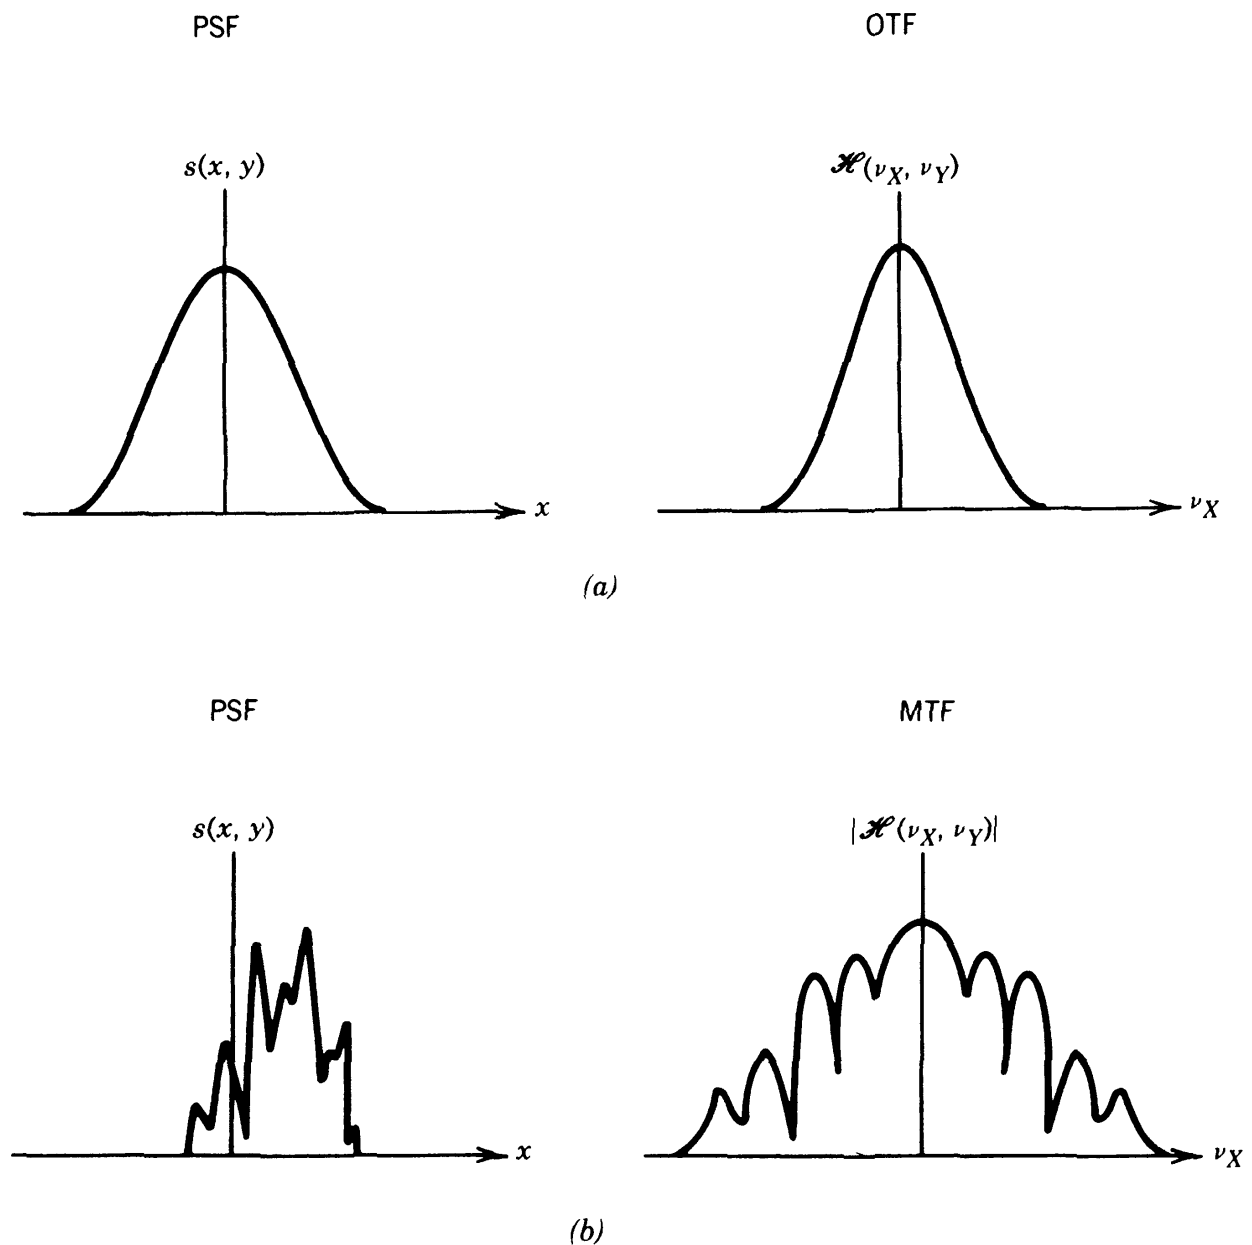 PSF
OTF
s(x, y)
ℋ(ν_X, ν_Y)
x
ν_X
(a)
PSF
MTF
s(x, y)
|ℋ(ν_X, ν_Y)|
x
ν_X
(b)